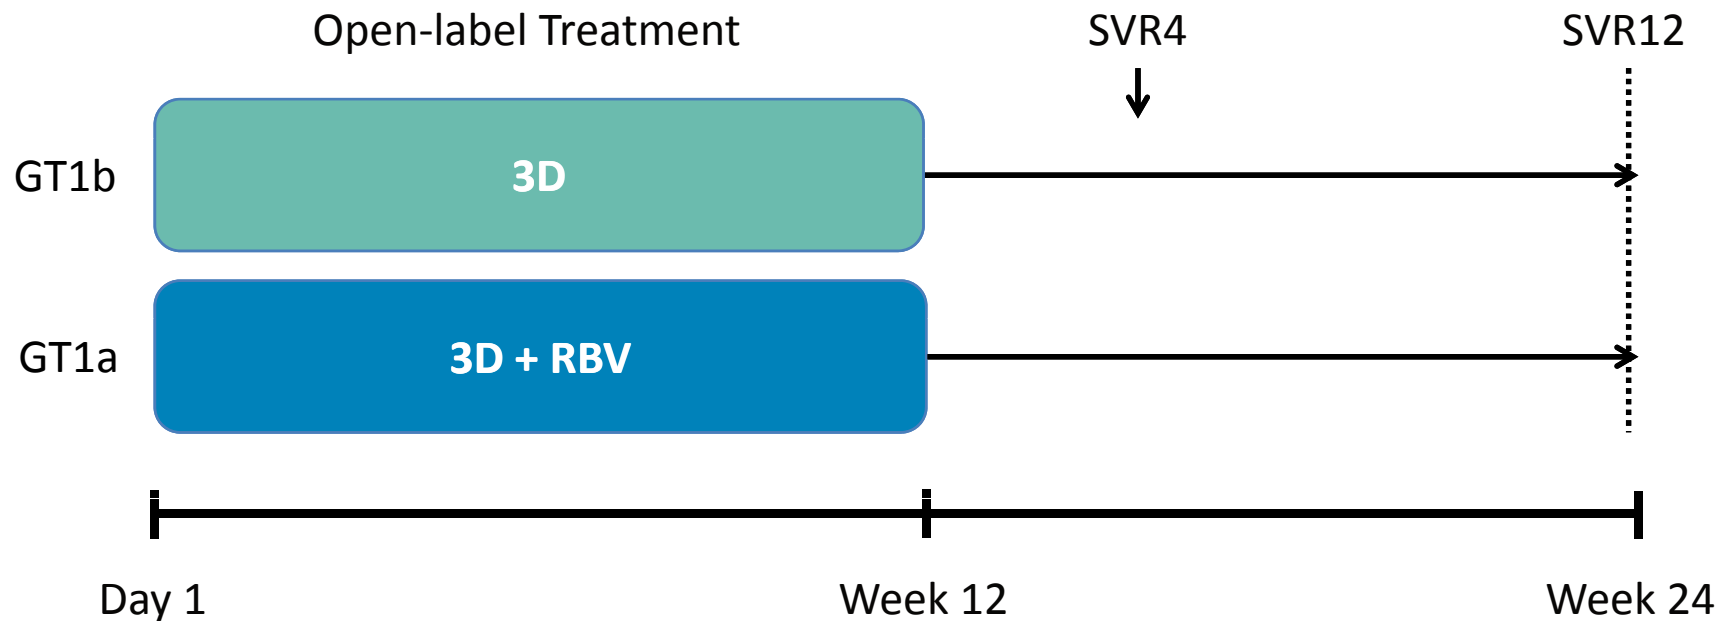 Open-label Treatment
SVR4
SVR12
GT1b
3D
GT1a
3D + RBV
Day 1
Week 12
Week 24